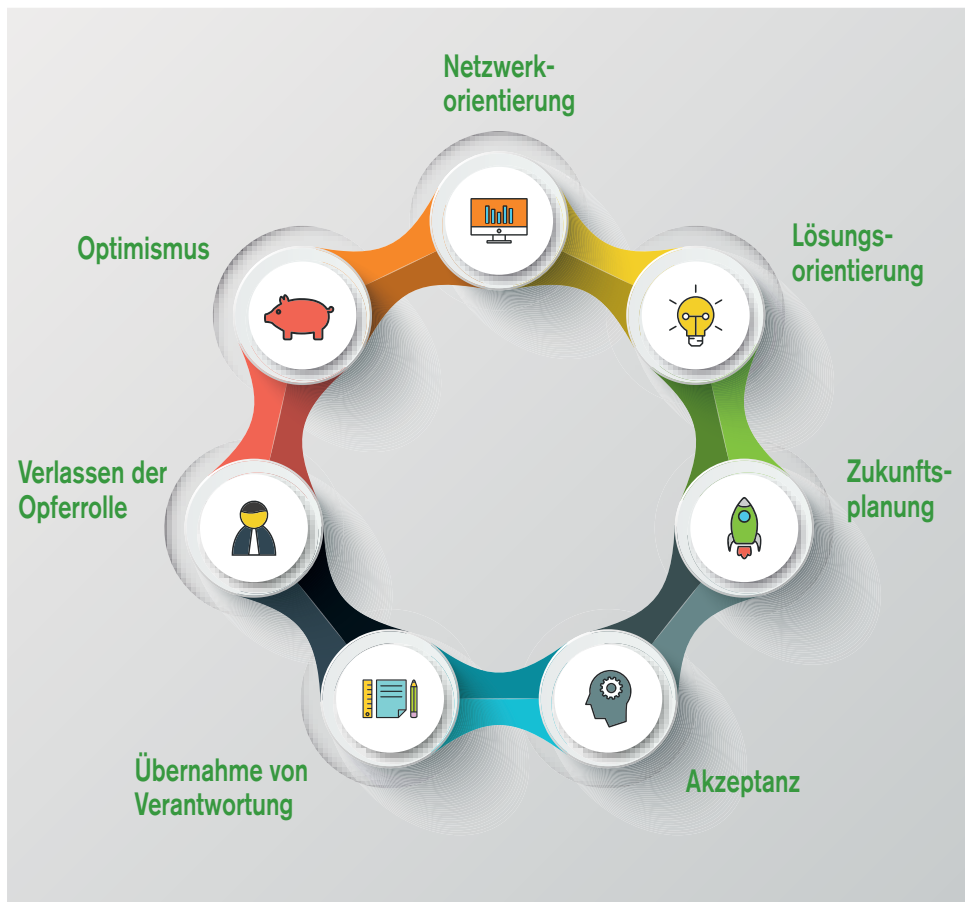 Netzwerk-
orientierung
Optimismus
Lösungs-
orientierung
Verlassen der
Opferrolle
Zukunfts-
planung
Übernahme von
Verantwortung
Akzeptanz